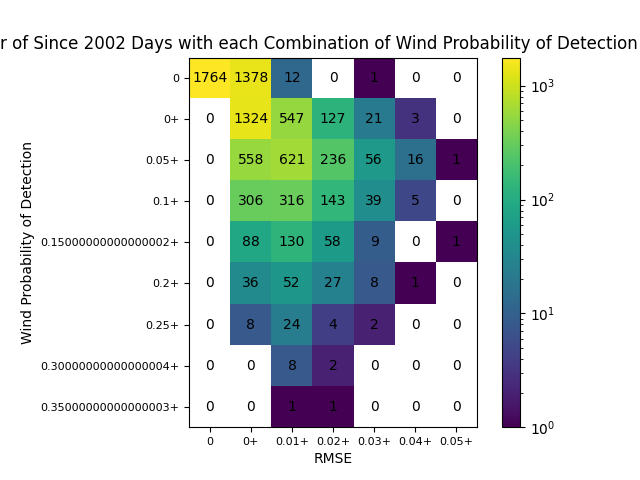 r of Since 2002 Days with each Combination of Wind Probability of Detection
0 1764 1378 12 0 1 0 0
0+ 0 1324 547 127 21 3 0
0.05+ 0 558 621 236 56 16 1
0.1+ 0 306 316 143 39 5 0
0.15000000000000002+ 0 88 130 58 9 0 1
0.2+ 0 36 52 27 8 1 0
0.25+ 0 8 24 4 2 0 0
0.30000000000000004+ 0 0 8 2 0 0 0
0.35000000000000003+ 0 0 1 1 0 0 0
0 0+ 0.01+ 0.02+ 0.03+ 0.04+ 0.05+
RMSE
Wind Probability of Detection
10³
10²
10¹
10⁰